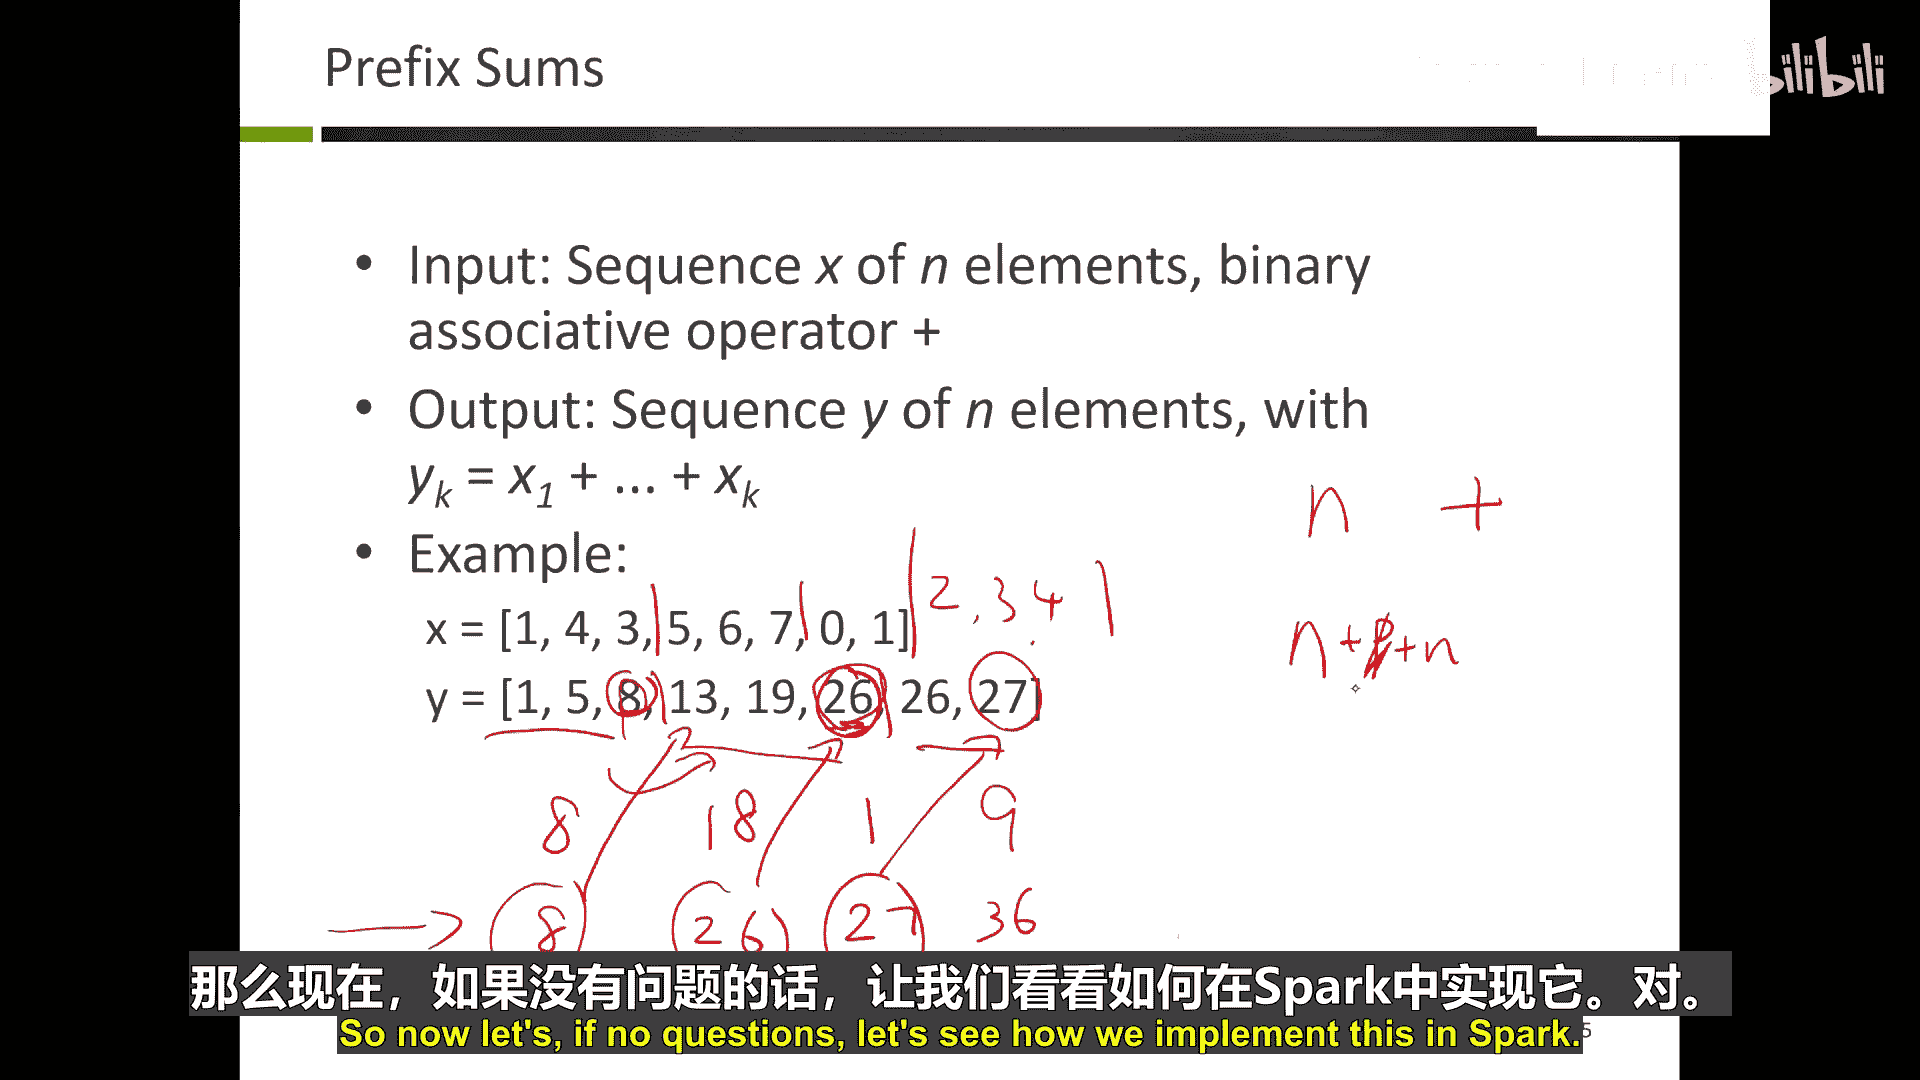 Prefix Sums
bilibili
• Input: Sequence x of n elements, binary
associative operator +
• Output: Sequence y of n elements, with
yk = x1 + ... + xk
n +
• Example:
x = [1, 4, 3, 5, 6, 7, 0, 1] 2, 3 4
n + p + n
y = [1, 5, 8, 13, 19, 26, 26, 27]
8 18 1 9
8 26 27 36
那么现在，如果没有问题的话，让我们看看如何在Spark中实现它。对。
So now let's, if no questions, let's see how we implement this in Spark.
5